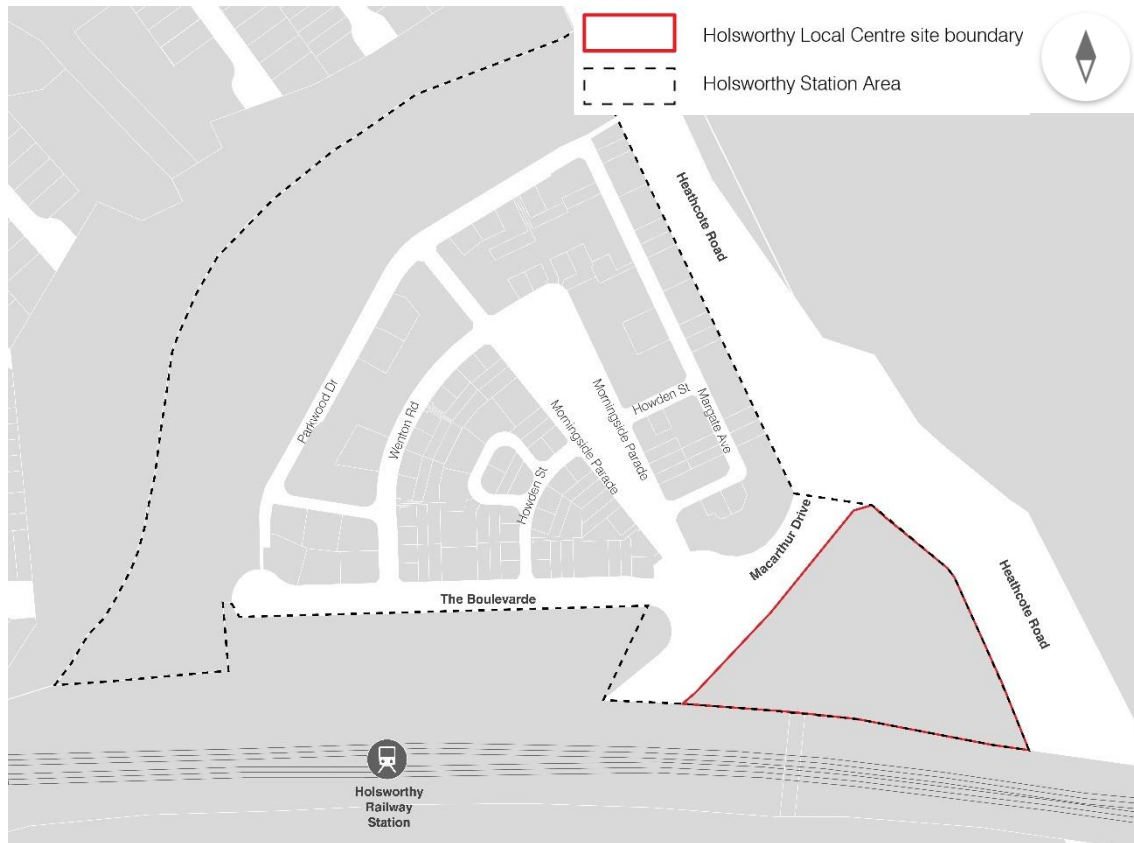 Holsworthy Local Centre site boundary
Holsworthy Station Area
Heathcote Road
Parkwood Dr
Wenton Rd
Morningside Parade
Morningside Parade
Howden St
Margate Ave
Howden St
Macarthur Drive
Heathcote Road
The Boulevarde
Holsworthy
Railway
Station